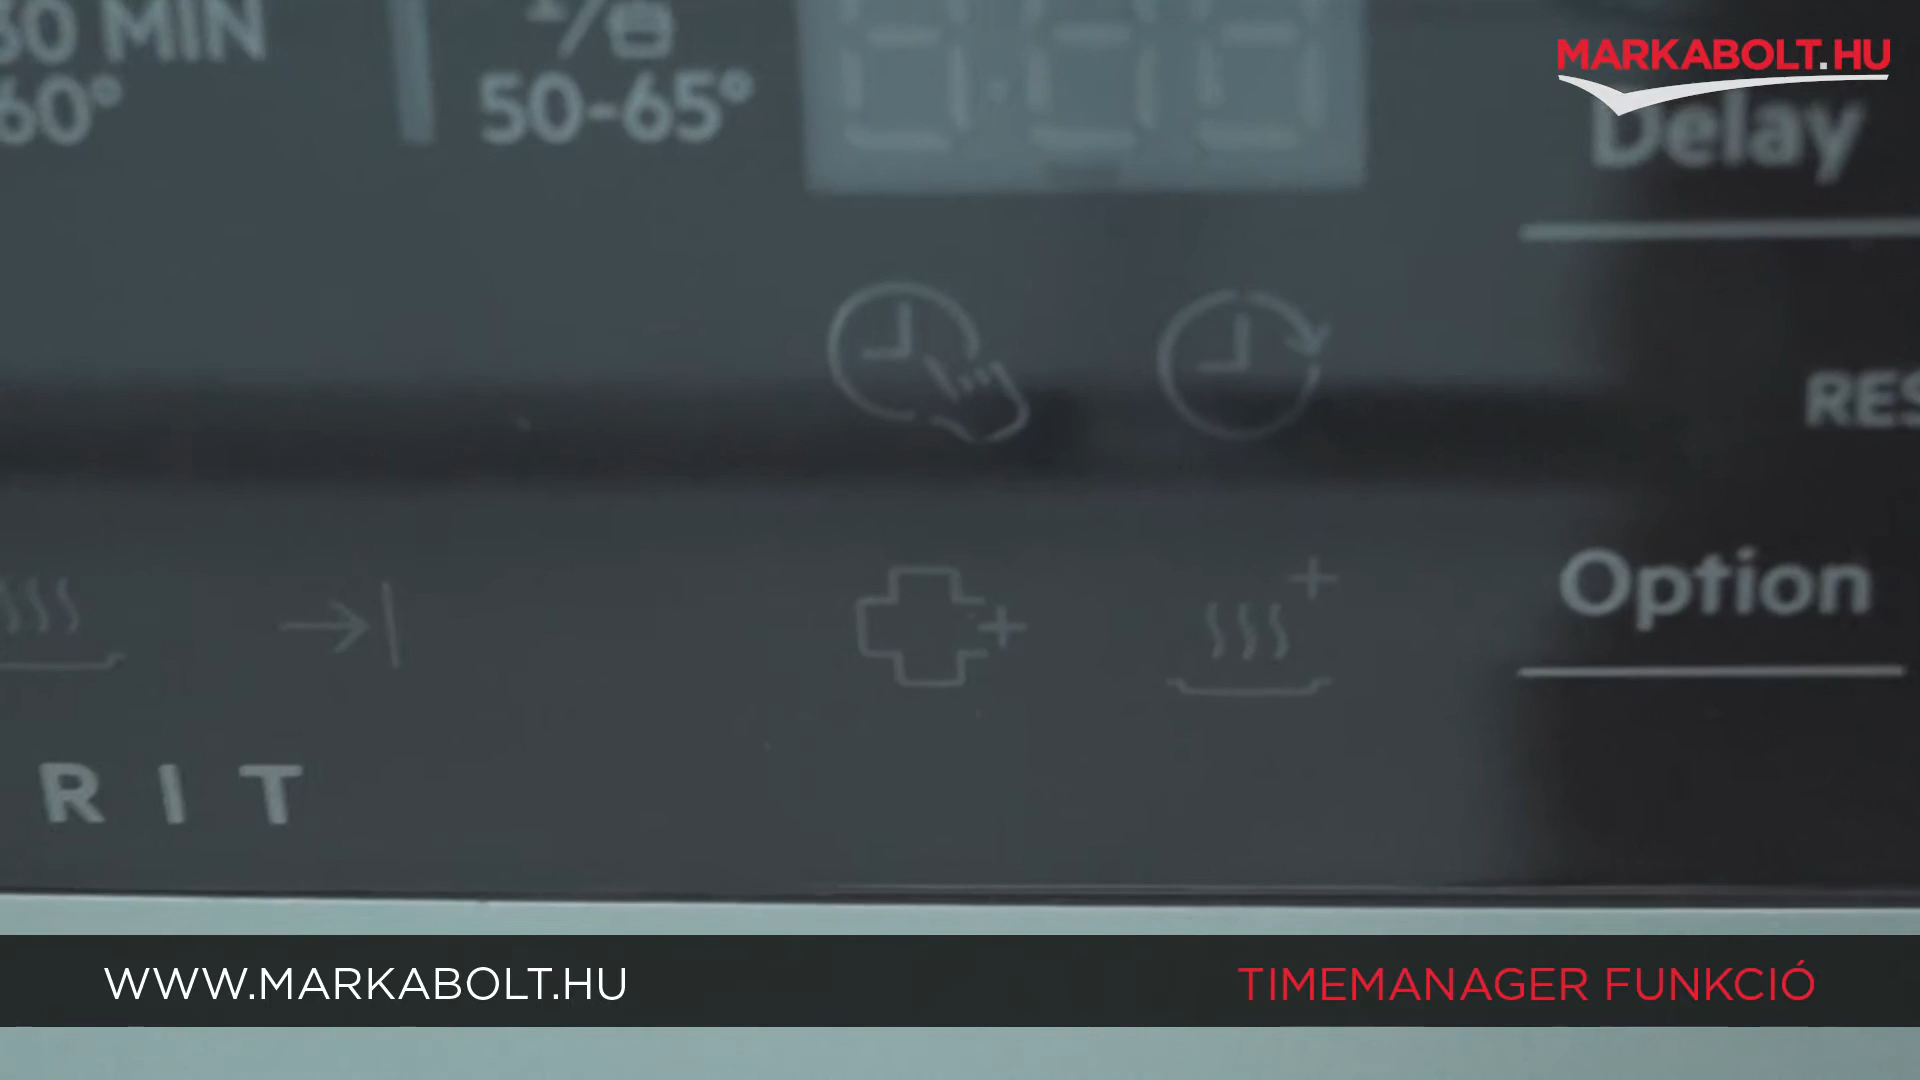 30 MIN
60°
50-65°
MARKABOLT.HU
Delay
RES
Option
R I T
WWW.MARKABOLT.HU
TIMEMANAGER FUNKCIÓ